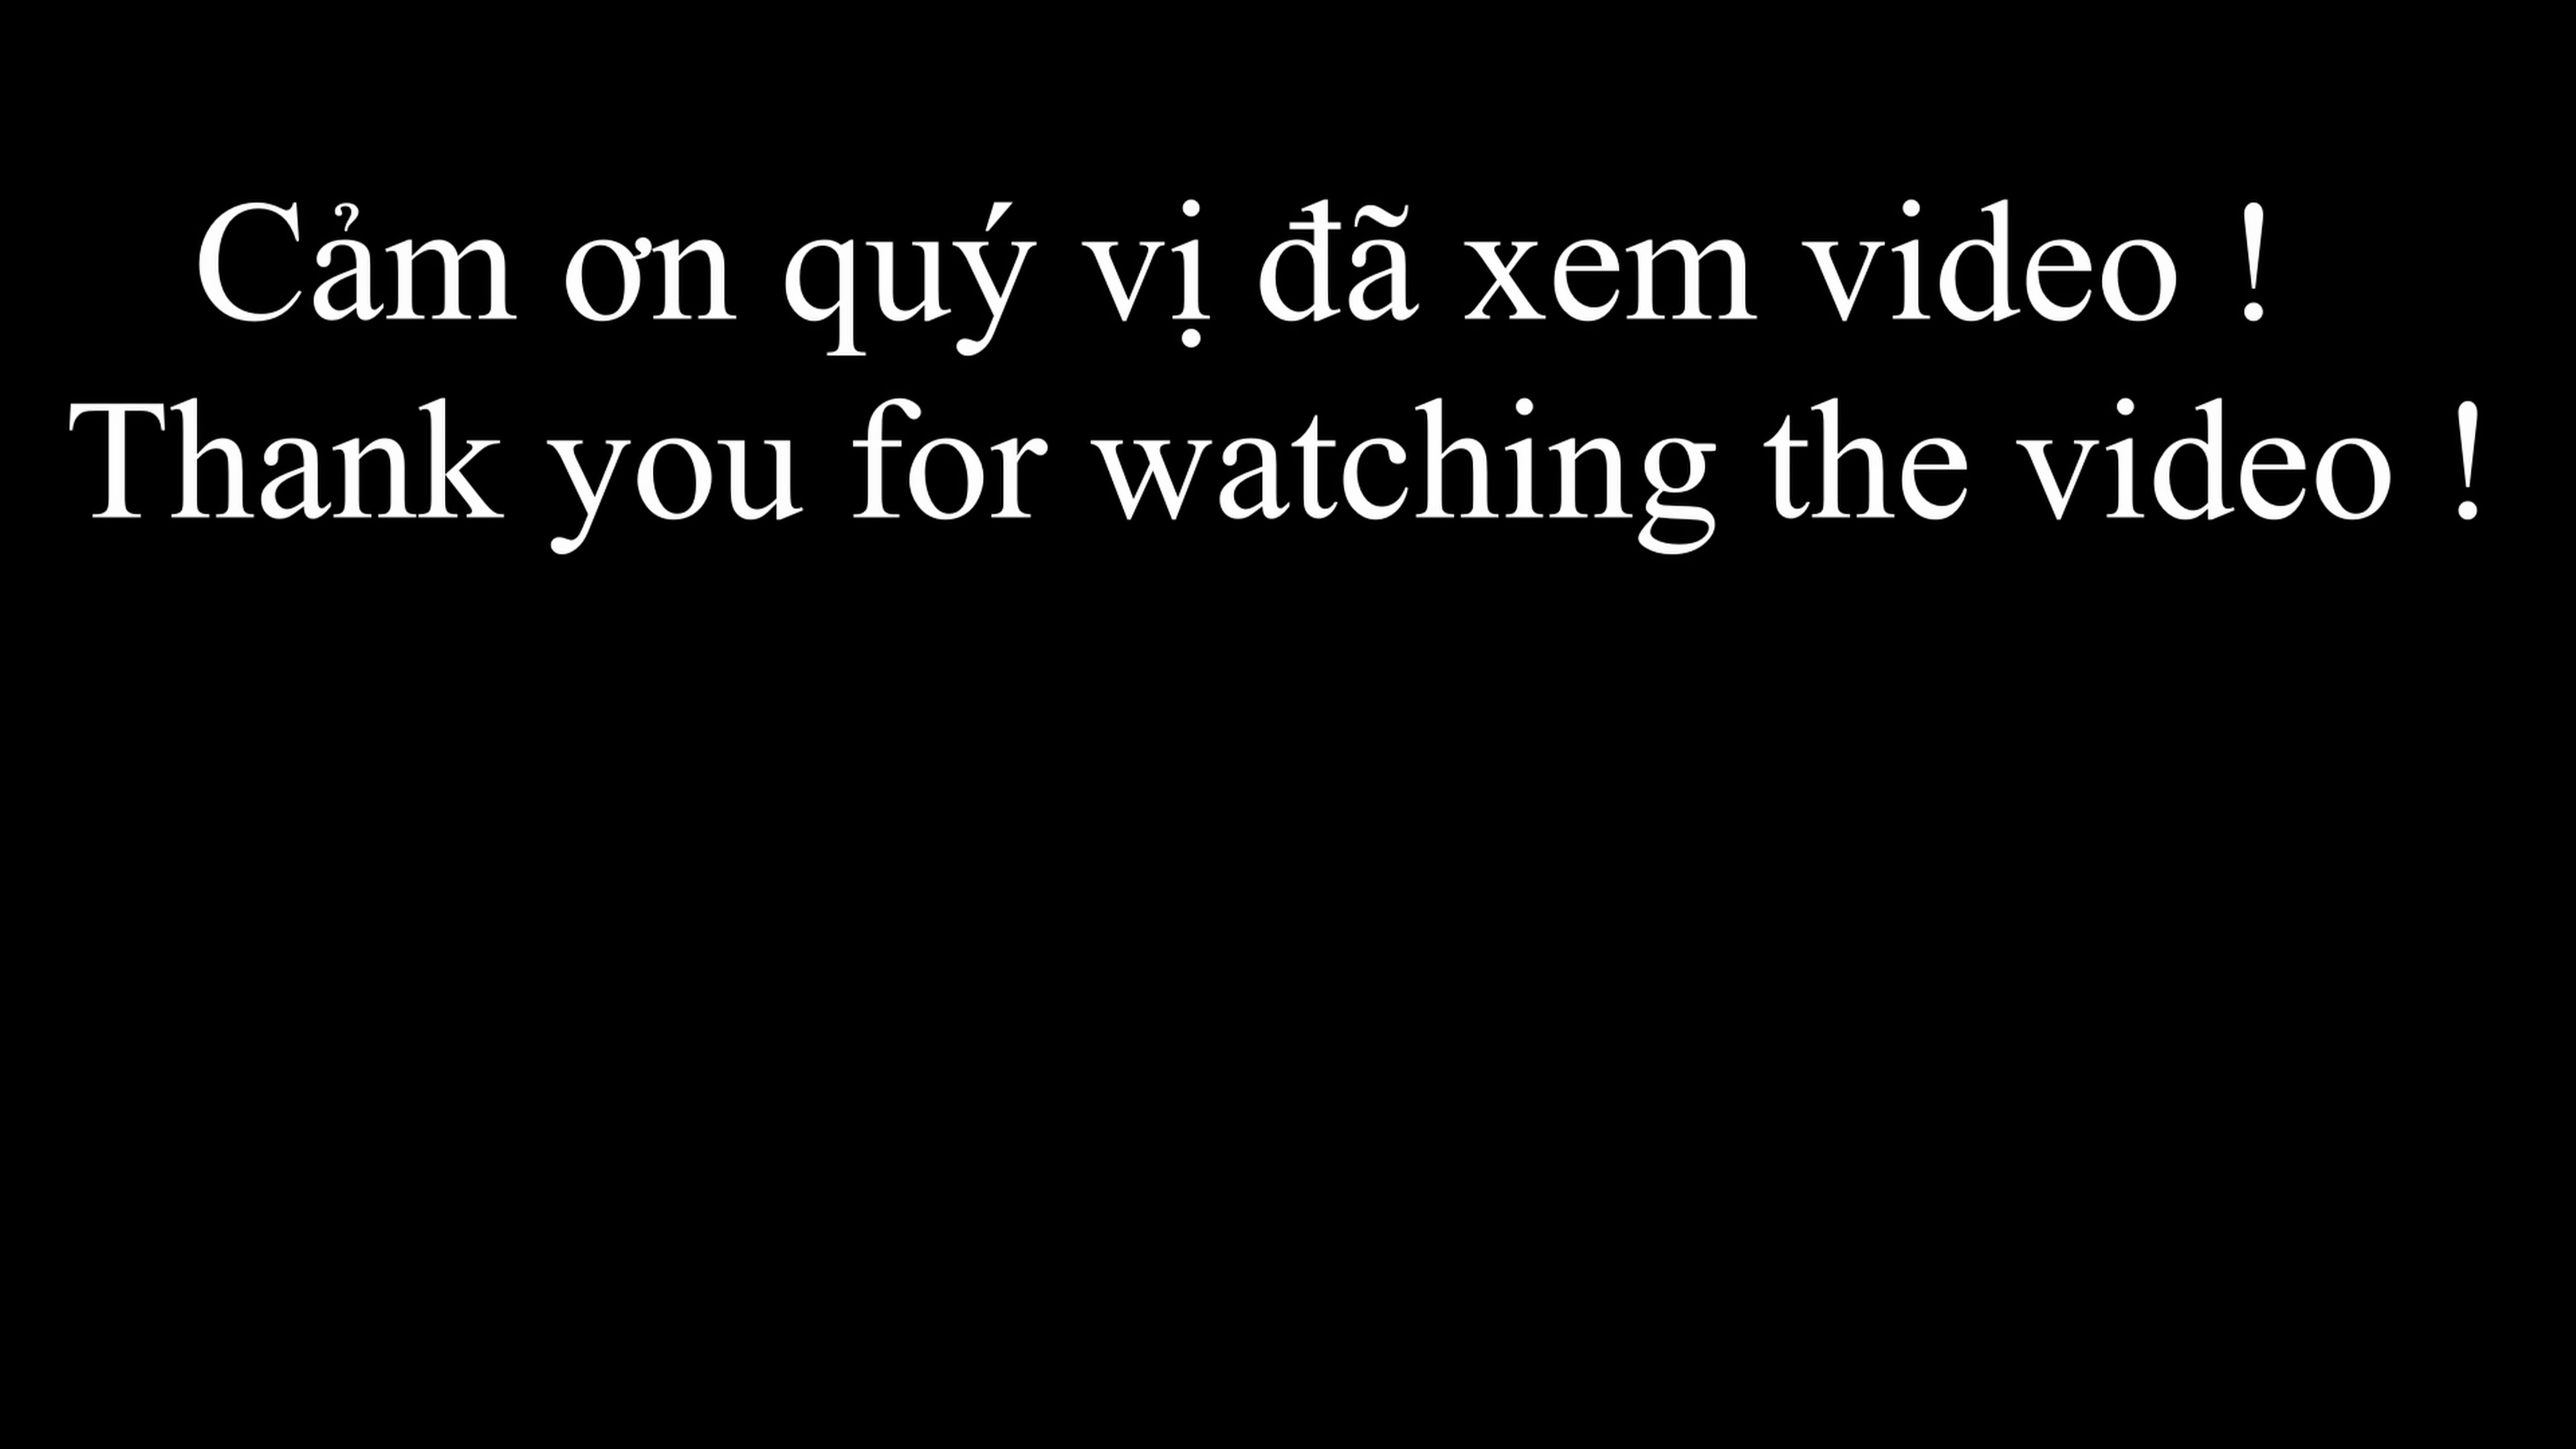 Cảm ơn quý vị đã xem video !
Thank you for watching the video !